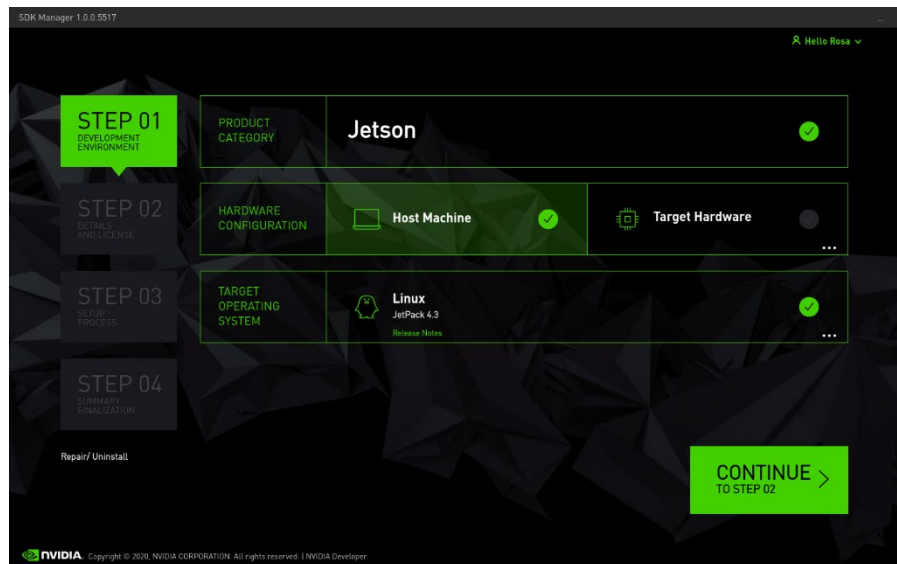 SDK Manager 1.0.0.5517
Hello Rosa
STEP 01
DEVELOPMENT
ENVIRONMENT
PRODUCT
CATEGORY
Jetson
STEP 02
DETAILS
AND LICENSE
HARDWARE
CONFIGURATION
Host Machine
Target Hardware
...
STEP 03
SETUP
PROCESS
TARGET
OPERATING
SYSTEM
Linux
JetPack 4.3
Release Notes
...
STEP 04
SUMMARY
FINALIZATION
Repair/ Uninstall
CONTINUE >
TO STEP 02
NVIDIA. Copyright © 2020, NVIDIA CORPORATION. All rights reserved. | NVIDIA Developer